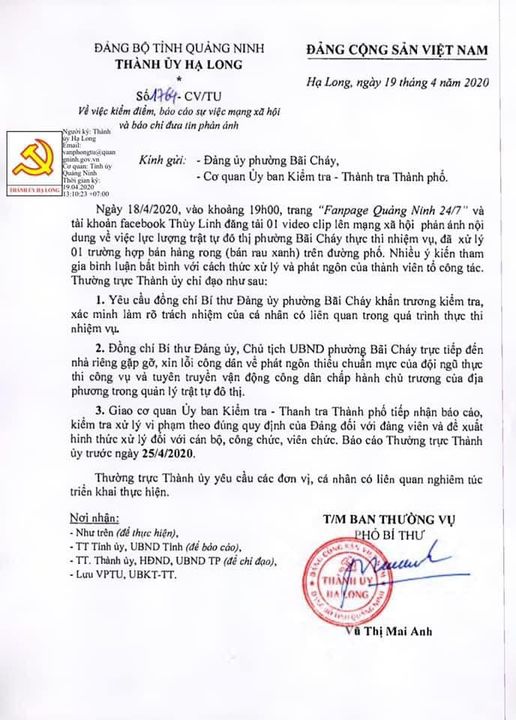 ĐẢNG BỘ TỈNH QUẢNG NINH
THÀNH ỦY HẠ LONG
*
Số 1764- CV/TU
Về việc kiểm điểm, báo cáo sự việc mạng xã hội
và báo chí đưa tin phản ánh
ĐẢNG CỘNG SẢN VIỆT NAM
Hạ Long, ngày 19 tháng 4 năm 2020
Người ký: Thành
ủy Hạ Long
Email:
vanphongtu@quan
gninh.gov.vn
Cơ quan: Tỉnh ủy
Quảng Ninh
Thời gian ký:
19.04.2020
13:10:23 +07:00
THÀNH ỦY HẠ LONG
Kính gửi: - Đảng ủy phường Bãi Cháy,
- Cơ quan Ủy ban Kiểm tra - Thanh tra Thành phố.
Ngày 18/4/2020, vào khoảng 19h00, trang "Fanpage Quảng Ninh 24/7" và
tài khoản facebook Thùy Linh đăng tải 01 video clip lên mạng xã hội phản ánh nội
dung về việc lực lượng trật tự đô thị phường Bãi Cháy thực thi nhiệm vụ, đã xử lý
01 trường hợp bán hàng rong (bán rau xanh) trên đường phố. Nhiều ý kiến tham
gia bình luận bất bình với cách thức xử lý và phát ngôn của thành viên tổ công tác.
Thường trực Thành ủy chỉ đạo như sau:
1. Yêu cầu đồng chí Bí thư Đảng ủy phường Bãi Cháy khẩn trương kiểm tra,
xác minh làm rõ trách nhiệm của cá nhân có liên quan trong quá trình thực thi
nhiệm vụ.
2. Đồng chí Bí thư Đảng ủy, Chủ tịch UBND phường Bãi Cháy trực tiếp đến
nhà riêng gặp gỡ, xin lỗi công dân về phát ngôn thiếu chuẩn mực của đội ngũ thực
thi công vụ và tuyên truyền vận động công dân chấp hành chủ trương của địa
phương trong quản lý trật tự đô thị.
3. Giao cơ quan Ủy ban Kiểm tra - Thanh tra Thành phố tiếp nhận báo cáo,
kiểm tra xử lý vi phạm theo đúng quy định của Đảng đối với đảng viên và đề xuất
hình thức xử lý đối với cán bộ, công chức, viên chức. Báo cáo Thường trực Thành
ủy trước ngày 25/4/2020.
Thường trực Thành ủy yêu cầu các đơn vị, cá nhân có liên quan nghiêm túc
triển khai thực hiện.
Nơi nhận:
- Như trên (để thực hiện),
- TT Tỉnh ủy, UBND Tỉnh (để báo cáo),
- TT. Thành ủy, HĐND, UBND TP (để chỉ đạo),
- Lưu VPTU, UBKT-TT.
T/M BAN THƯỜNG VỤ
PHÓ BÍ THƯ
ĐẢNG CỘNG SẢN VIỆT NAM
THÀNH ỦY
HẠ LONG
ĐẢNG BỘ TỈNH QUẢNG NINH
Vũ Thị Mai Anh